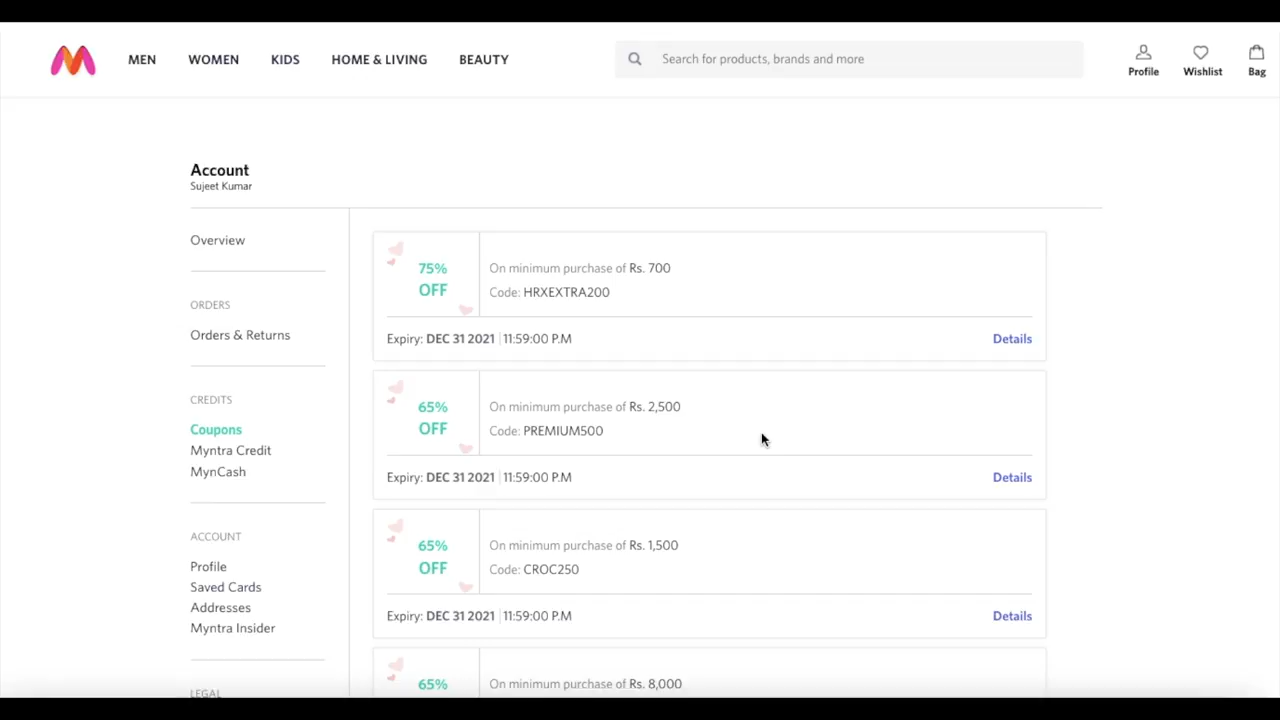 MEN WOMEN KIDS HOME & LIVING BEAUTY
Search for products, brands and more
Profile Wishlist Bag
Account
Sujeet Kumar
Overview
ORDERS
Orders & Returns
CREDITS
Coupons
Myntra Credit
MynCash
ACCOUNT
Profile
Saved Cards
Addresses
Myntra Insider
LEGAL
75%
OFF
On minimum purchase of Rs. 700
Code: HRXEXTRA200
Expiry: DEC 31 2021 | 11:59:00 P.M
Details
65%
OFF
On minimum purchase of Rs. 2,500
Code: PREMIUM500
Expiry: DEC 31 2021 | 11:59:00 P.M
Details
65%
OFF
On minimum purchase of Rs. 1,500
Code: CROC250
Expiry: DEC 31 2021 | 11:59:00 P.M
Details
65%
On minimum purchase of Rs. 8,000